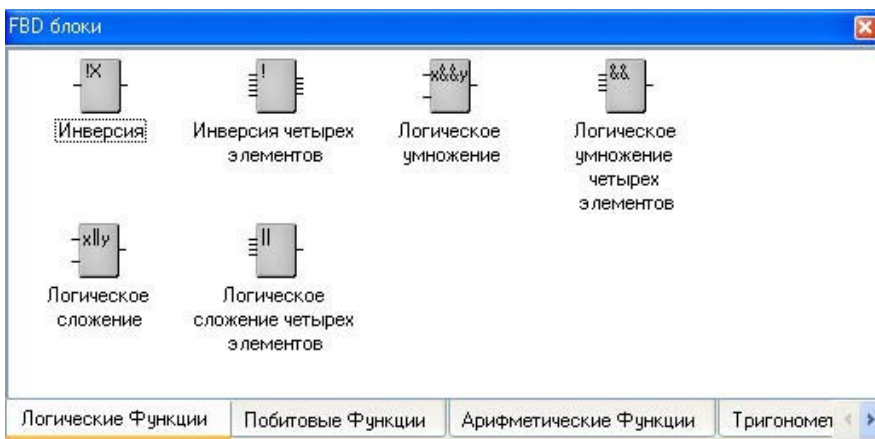 FBD блоки
!X
!
x&&y
&&
Инверсия
Инверсия четырех
элементов
Логическое
умножение
Логическое
умножение
четырех
элементов
x||y
||
Логическое
сложение
Логическое
сложение четырех
элементов
Логические Функции
Побитовые Функции
Арифметические Функции
Тригономет